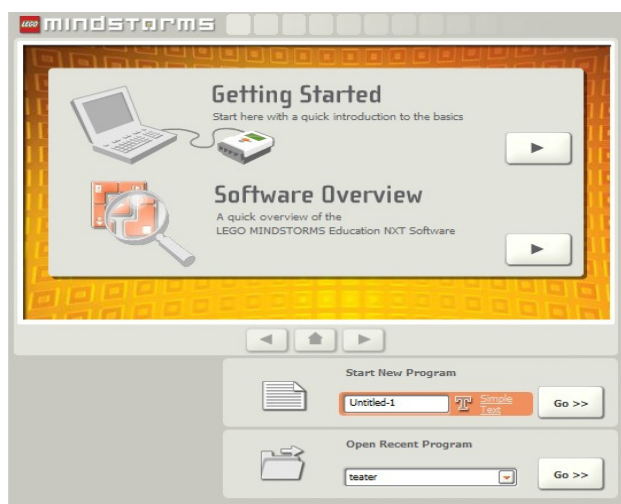 LEGO mindstorms
Getting Started
Start here with a quick introduction to the basics
Software Overview
A quick overview of the
LEGO MINDSTORMS Education NXT Software
Start New Program
Untitled-1
Simple
Text
Go >>
Open Recent Program
teater
Go >>